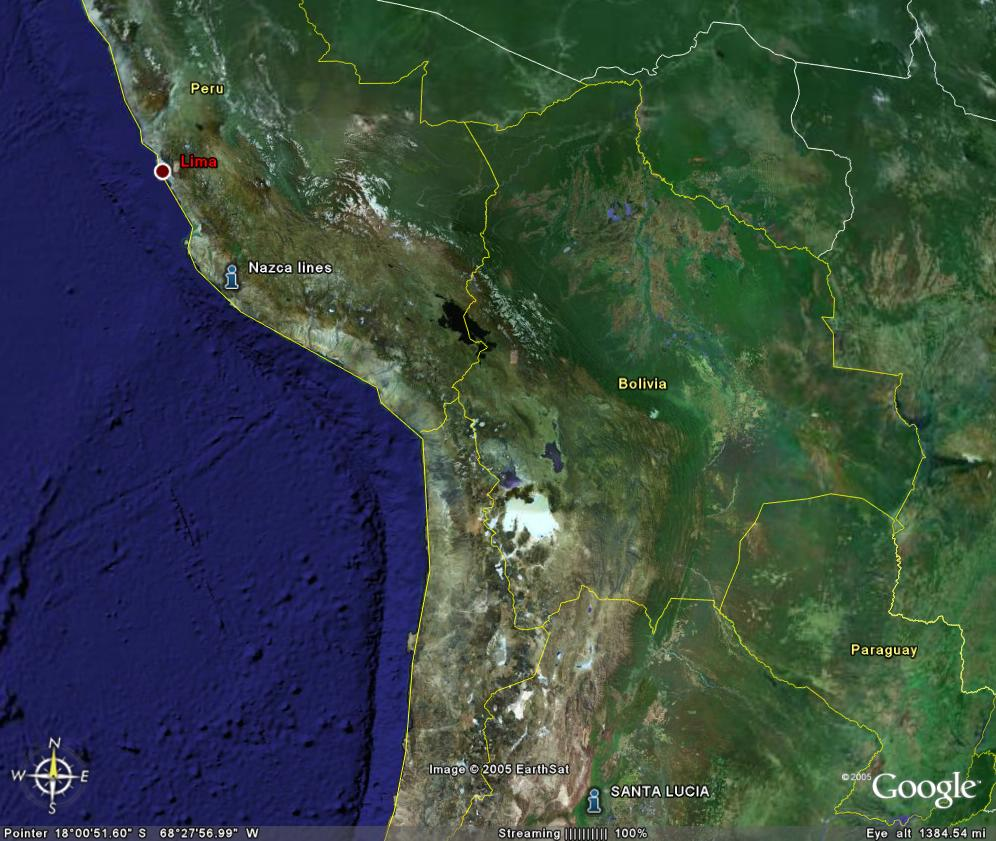 Peru
Lima
Nazca lines
Bolivia
Paraguay
N
W E
S
Image © 2005 EarthSat
SANTA LUCIA
©2005 Google
Pointer 18°00'51.60" S 68°27'56.99" W Streaming |||||||||| 100% Eye alt 1384.54 mi